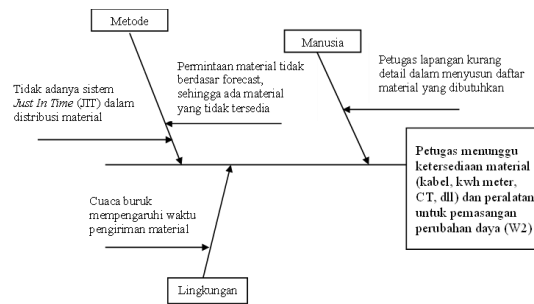 Metode
Manusia
Permintaan material tidak
berdasar forecast,
sehingga ada material
yang tidak tersedia
Petugas lapangan kurang
detail dalam menyusun daftar
material yang dibutuhkan
Tidak adanya sistem
Just In Time (JIT) dalam
distribusi material
Petugas menunggu
ketersediaan material
(kabel, kwh meter,
CT, dll) dan peralatan
untuk pemasangan
perubahan daya (W2)
Cuaca buruk
mempengaruhi waktu
pengiriman material
Lingkungan